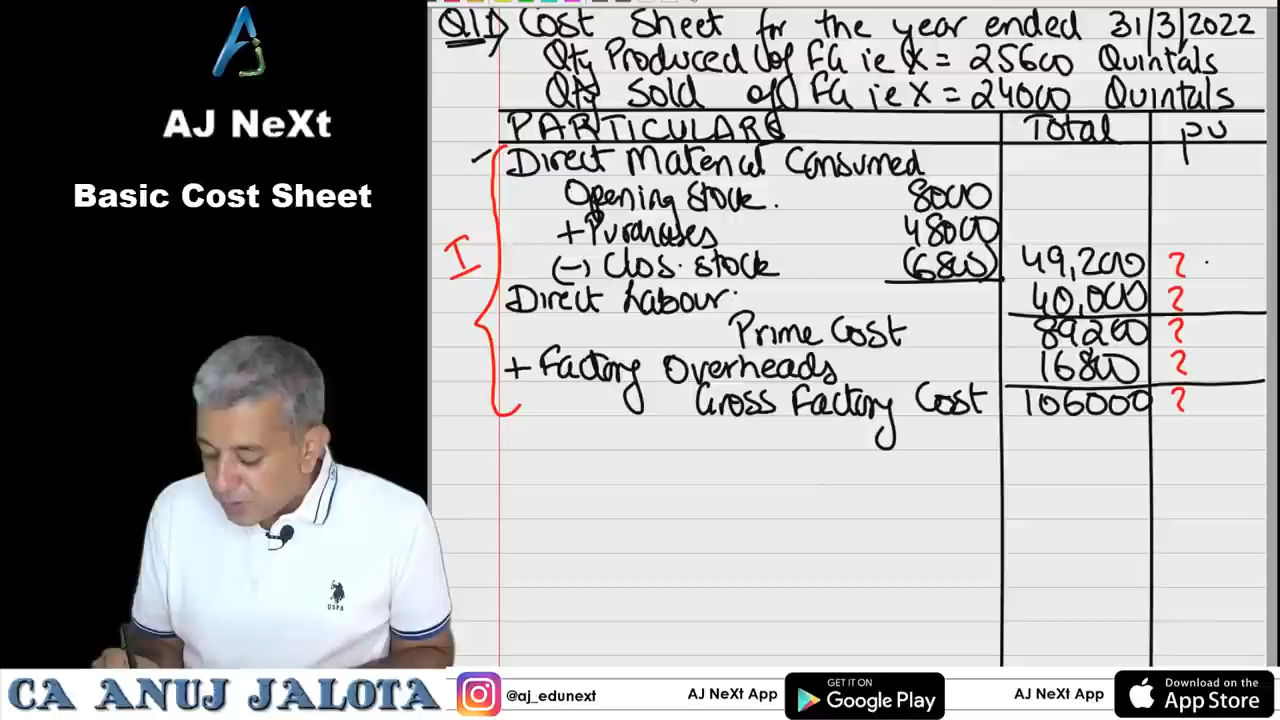 AJ NeXt
Basic Cost Sheet
Q11) Cost Sheet for the year ended 31/3/2022
Qty Produced of FG ie X = 25600 Quintals
Qty Sold of FG ie X = 24000 Quintals
PARTICULARS Total pu
Direct Material Consumed
Opening Stock. 8000
+Purchases 48000
(-) Clos. stock (6800) 49,200 ?
Direct Labour 40,000 ?
Prime Cost 89200 ?
+ Factory Overheads 16800 ?
Gross Factory Cost 106000 ?
I
USPA
CA ANUJ JALOTA
@aj_edunext
AJ NeXt App
GET IT ON
Google Play
AJ NeXt App
Download on the
App Store